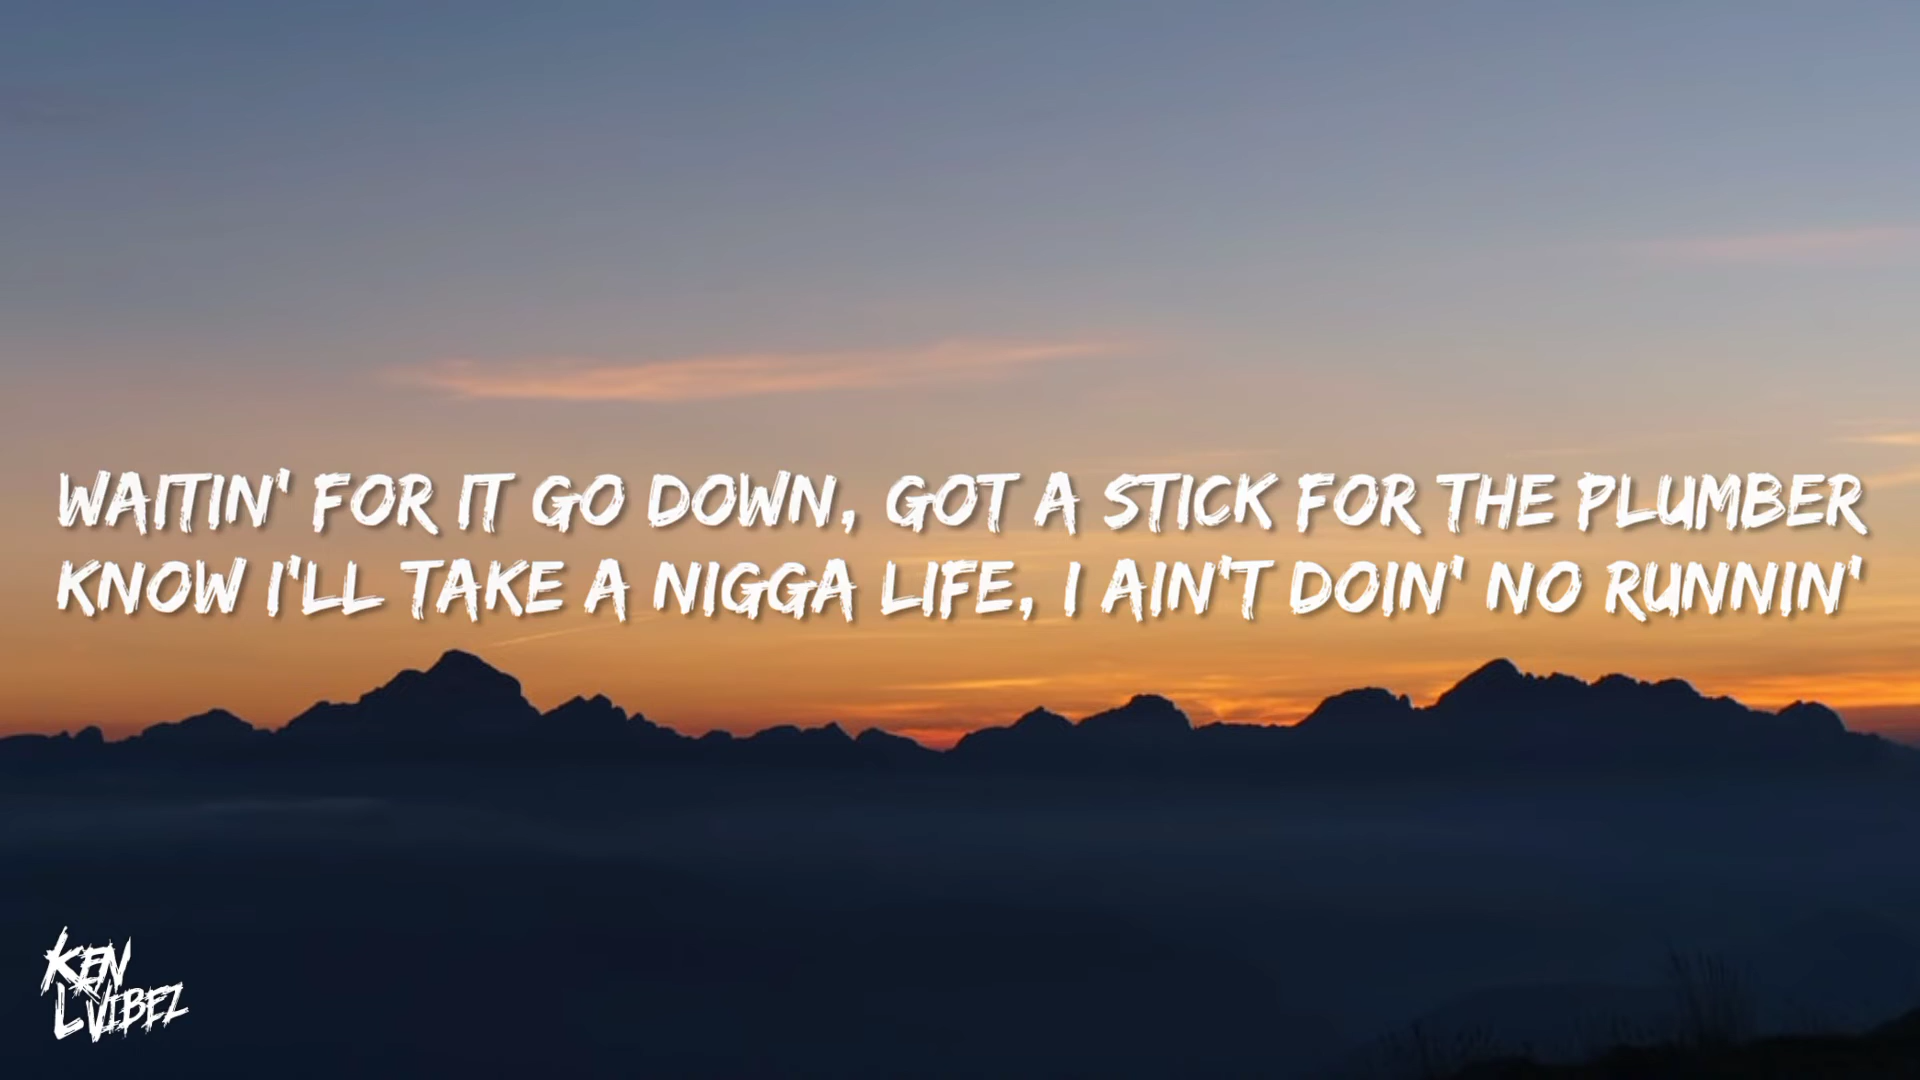 WAITIN' FOR IT GO DOWN, GOT A STICK FOR THE PLUMBER
KNOW I'LL TAKE A NIGGA LIFE, I AIN'T DOIN' NO RUNNIN'
KEN
LVIBEZ